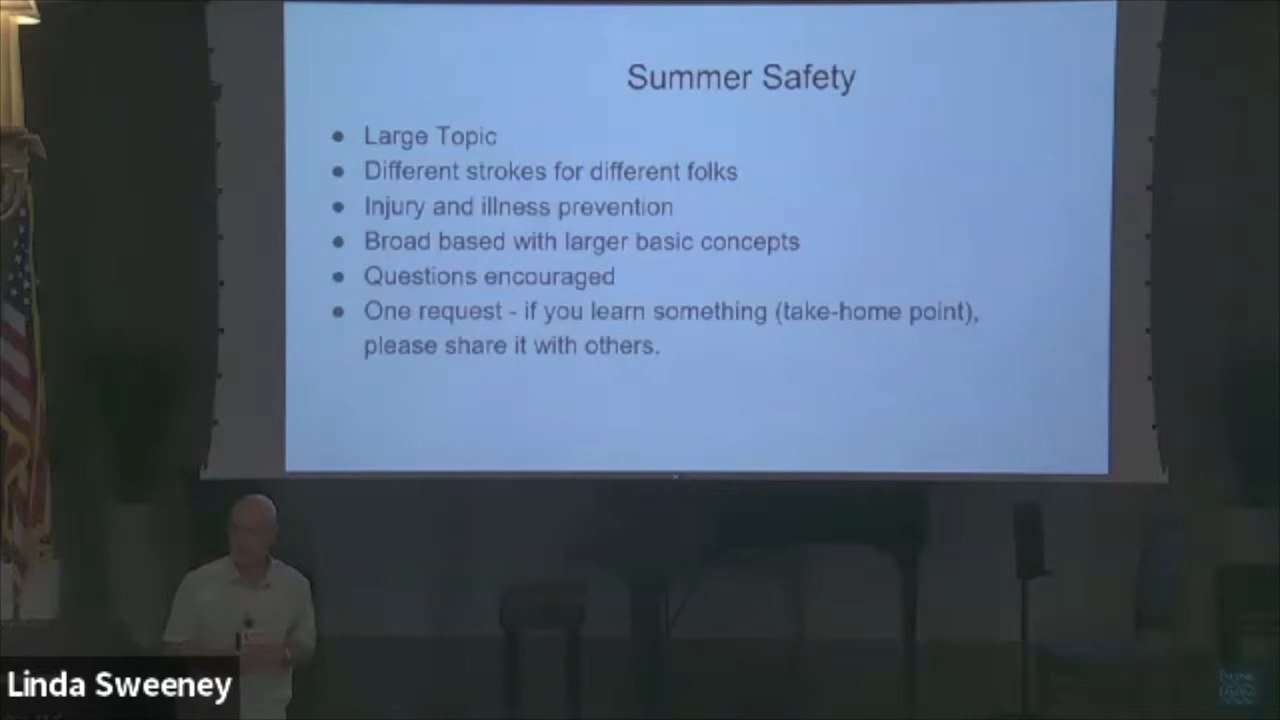 Summer Safety
● Large Topic
● Different strokes for different folks
● Injury and illness prevention
● Broad based with larger basic concepts
● Questions encouraged
● One request - if you learn something (take-home point),
please share it with others.
Linda Sweeney